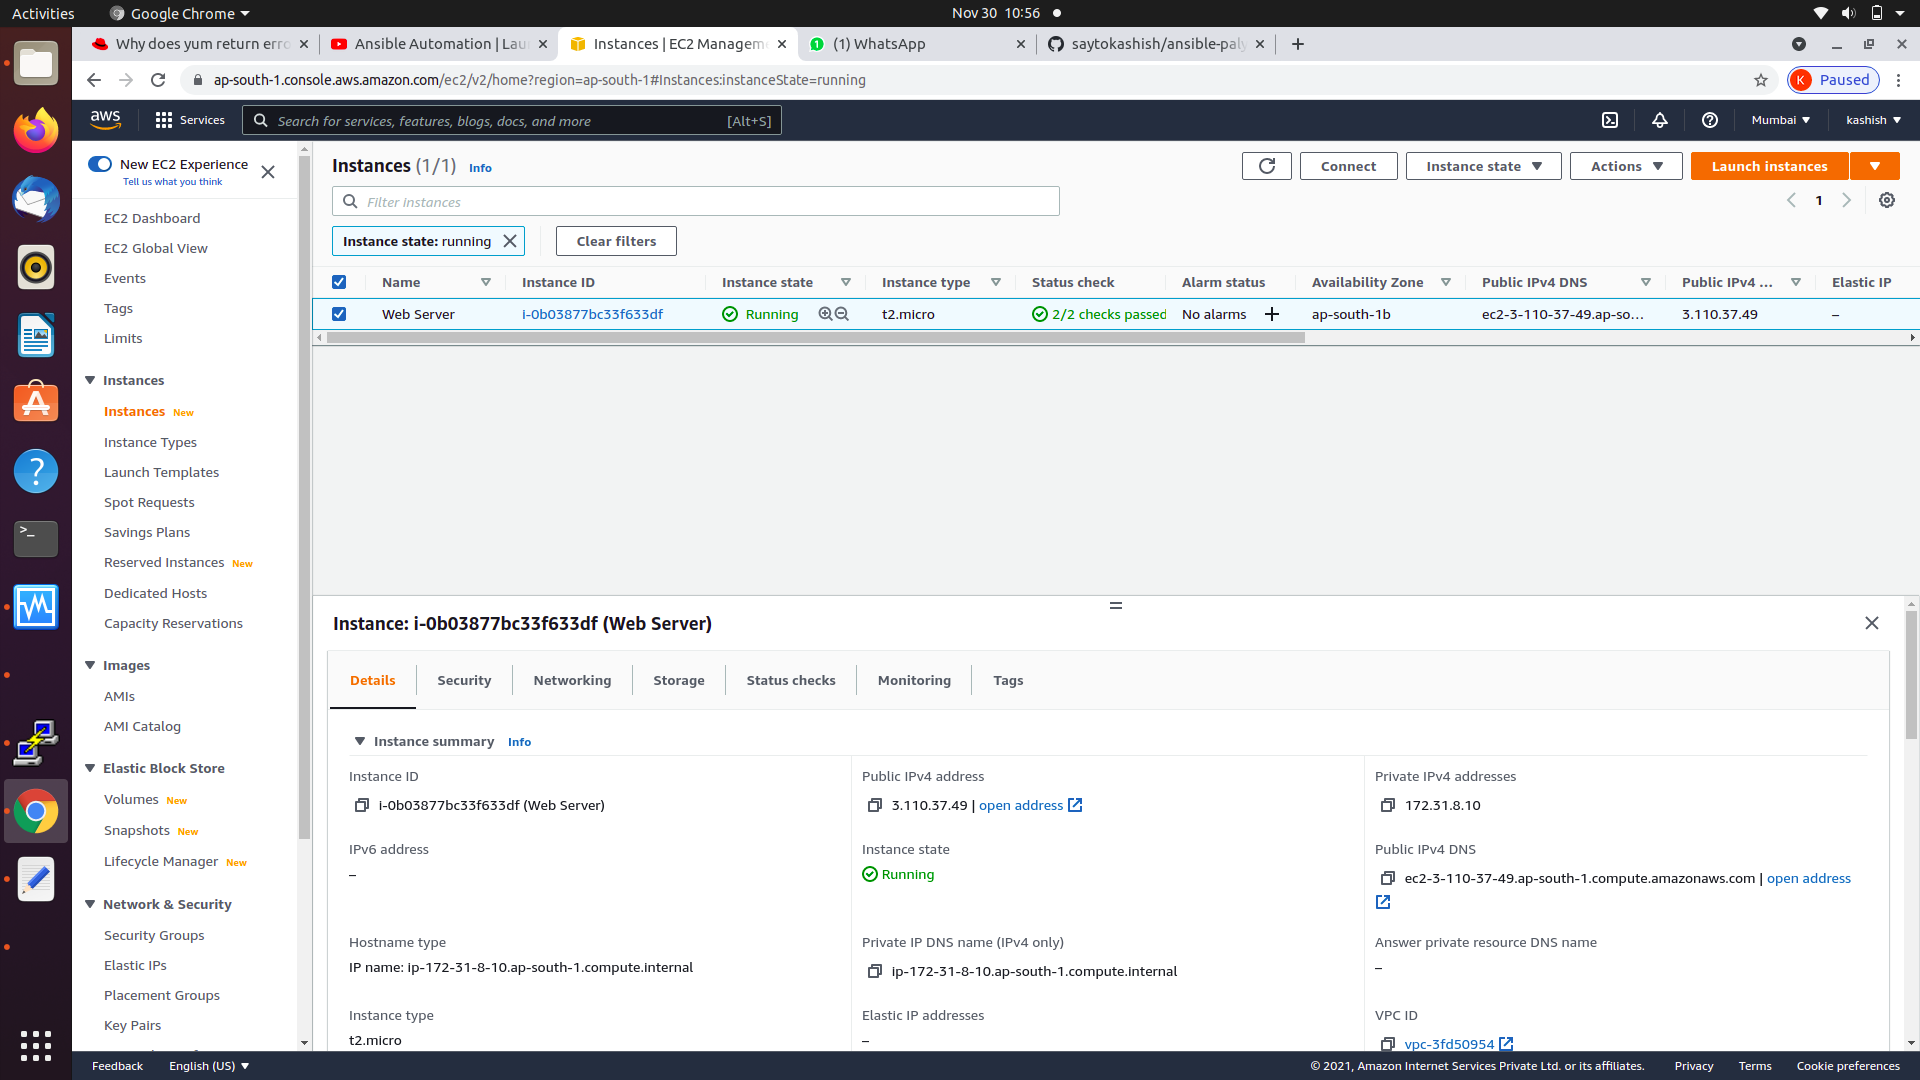 Activities
Google Chrome
Nov 30 10:56
Why does yum return erro
Ansible Automation | Lau
Instances | EC2 Managem
(1) WhatsApp
saytokashish/ansible-pal
ap-south-1.console.aws.amazon.com/ec2/v2/home?region=ap-south-1#Instances:instanceState=running
K
Paused
aws
Services
Search for services, features, blogs, docs, and more
[Alt+S]
Mumbai
kashish
New EC2 Experience
Tell us what you think
EC2 Dashboard
EC2 Global View
Events
Tags
Limits
Instances
Instances New
Instance Types
Launch Templates
Spot Requests
Savings Plans
Reserved Instances New
Dedicated Hosts
Capacity Reservations
Images
AMIs
AMI Catalog
Elastic Block Store
Volumes New
Snapshots New
Lifecycle Manager New
Network & Security
Security Groups
Elastic IPs
Placement Groups
Key Pairs
Instances (1/1) Info
Connect
Instance state
Actions
Launch instances
Filter instances
1
Instance state: running
Clear filters
Name Instance ID Instance state Instance type Status check Alarm status Availability Zone Public IPv4 DNS Public IPv4 ... Elastic IP
Web Server i-0b03877bc33f633df Running t2.micro 2/2 checks passed No alarms + ap-south-1b ec2-3-110-37-49.ap-so... 3.110.37.49 –
Instance: i-0b03877bc33f633df (Web Server)
Details Security Networking Storage Status checks Monitoring Tags
Instance summary Info
Instance ID
i-0b03877bc33f633df (Web Server)
Public IPv4 address
3.110.37.49 | open address
Private IPv4 addresses
172.31.8.10
IPv6 address
–
Instance state
Running
Public IPv4 DNS
ec2-3-110-37-49.ap-south-1.compute.amazonaws.com | open address
Hostname type
IP name: ip-172-31-8-10.ap-south-1.compute.internal
Private IP DNS name (IPv4 only)
ip-172-31-8-10.ap-south-1.compute.internal
Answer private resource DNS name
–
Instance type
t2.micro
Elastic IP addresses
–
VPC ID
vpc-3fd50954
Feedback
English (US)
© 2021, Amazon Internet Services Private Ltd. or its affiliates.
Privacy
Terms
Cookie preferences